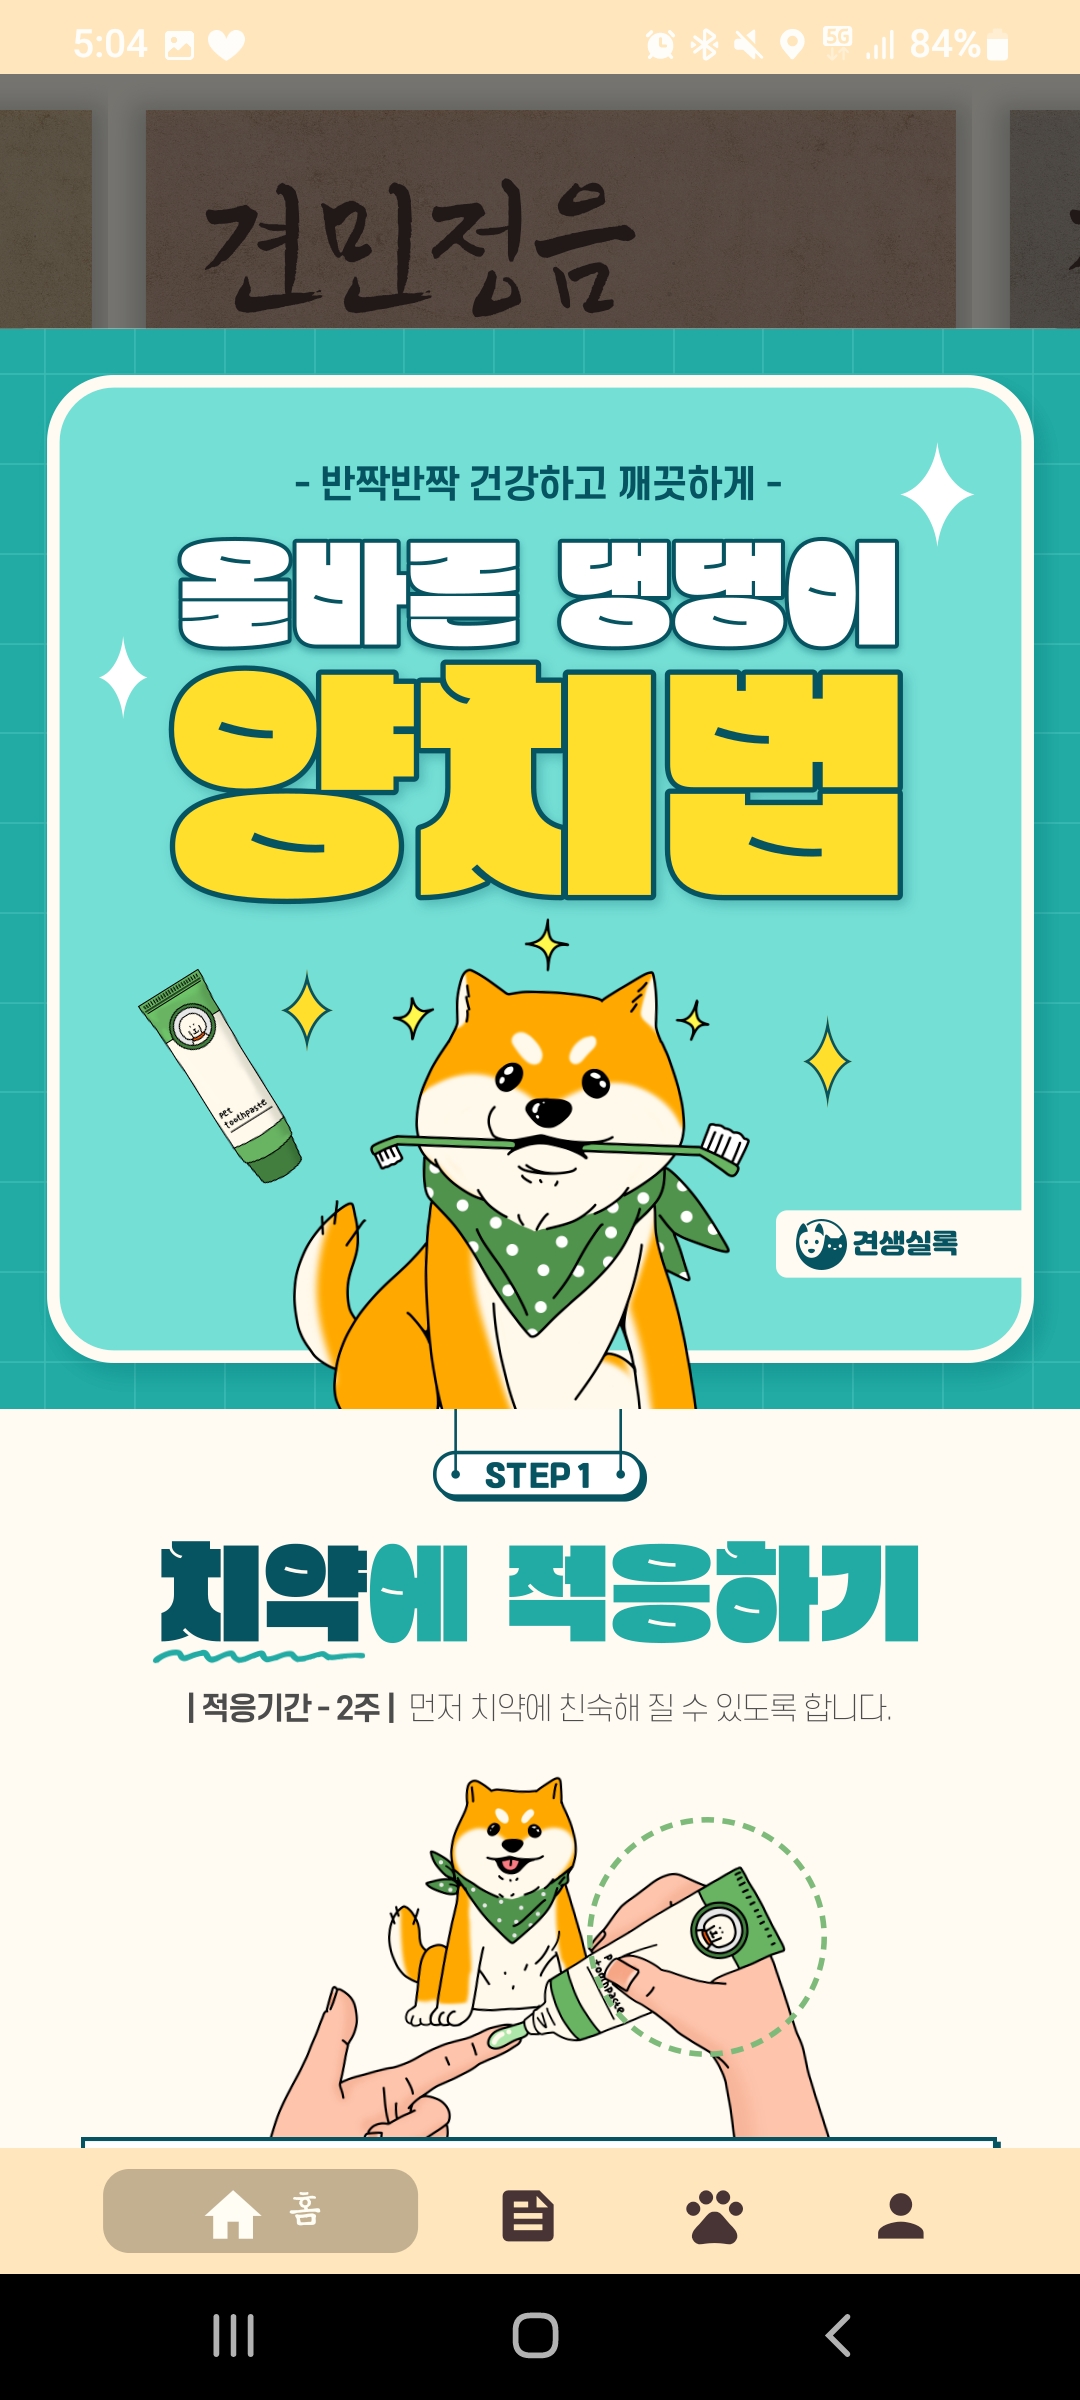 5:04
5G
84%
견민정음
- 반짝반짝 건강하고 깨끗하게 -
올바른 댕댕이
양치법
pet
toothpaste
견생실록
STEP 1
치약에 적응하기
| 적응기간 - 2주 | 먼저 치약에 친숙해 질 수 있도록 합니다.
toothpaste
홈